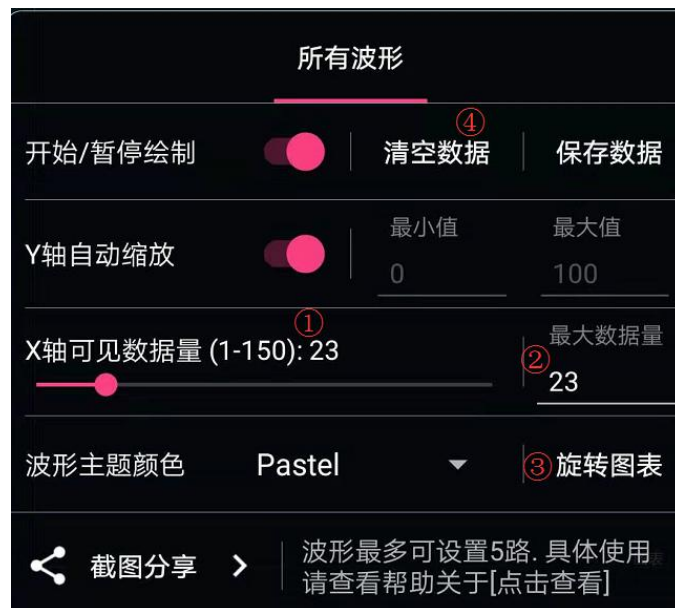 所有波形
④
开始/暂停绘制 清空数据 保存数据
最小值 最大值
Y轴自动缩放 0 100
①
X轴可见数据量 (1-150): 23
最大数据量
②
23
波形主题颜色 Pastel ③ 旋转图表
截图分享
波形最多可设置5路. 具体使用
请查看帮助关于[点击查看]